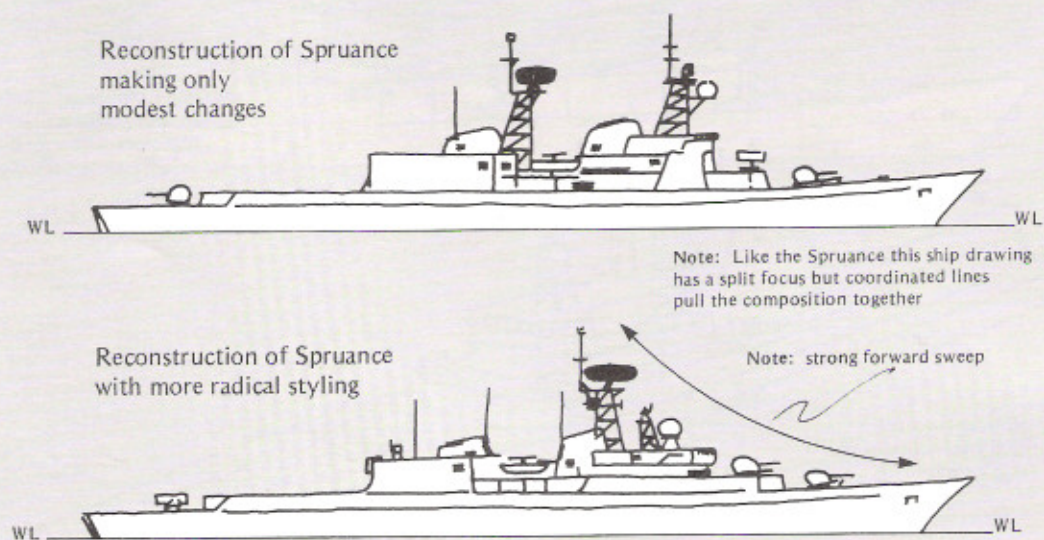 Reconstruction of Spruance
making only
modest changes
WL
WL
Note: Like the Spruance this ship drawing
has a split focus but coordinated lines
pull the composition together
Reconstruction of Spruance
with more radical styling
Note: strong forward sweep
WL
WL